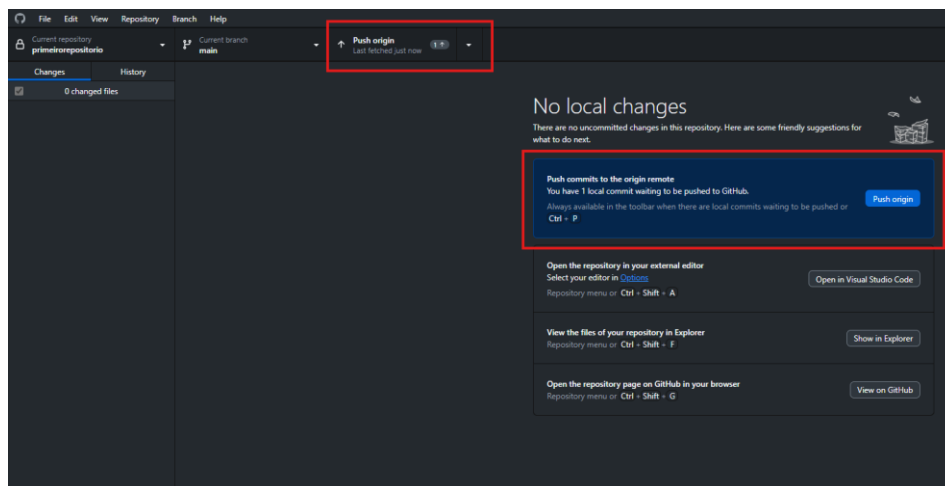 File Edit View Repository Branch Help
Current repository
primeirorepositorio
Current branch
main
Push origin
Last fetched just now
1
Changes History
0 changed files
No local changes
There are no uncommitted changes in this repository. Here are some friendly suggestions for
what to do next.
Push commits to the origin remote
You have 1 local commit waiting to be pushed to GitHub.
Always available in the toolbar when there are local commits waiting to be pushed or
Ctrl + P
Push origin
Open the repository in your external editor
Select your editor in Options
Repository menu or Ctrl + Shift + A
Open in Visual Studio Code
View the files of your repository in Explorer
Repository menu or Ctrl + Shift + F
Show in Explorer
Open the repository page on GitHub in your browser
Repository menu or Ctrl + Shift + G
View on GitHub